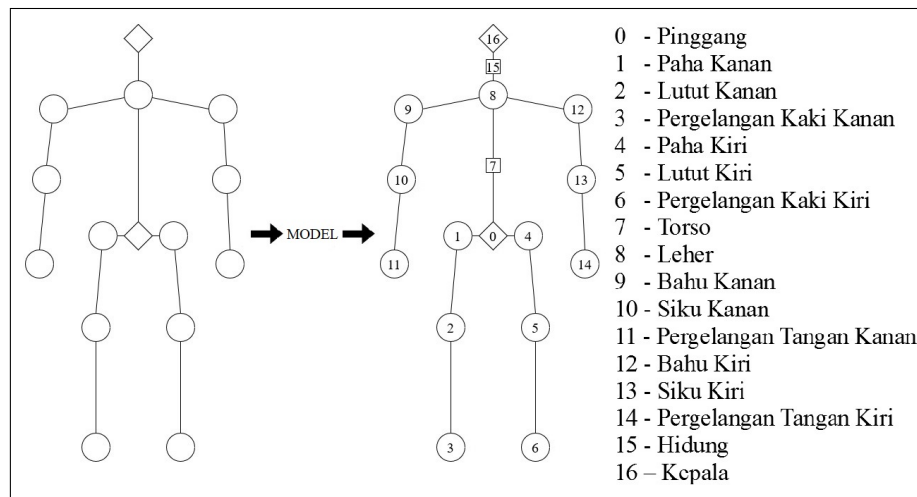 16
15
8
9
12
7
10
13
MODEL
1
0
4
11
14
2
5
3
6
0 - Pinggang
1 - Paha Kanan
2 - Lutut Kanan
3 - Pergelangan Kaki Kanan
4 - Paha Kiri
5 - Lutut Kiri
6 - Pergelangan Kaki Kiri
7 - Torso
8 - Leher
9 - Bahu Kanan
10 - Siku Kanan
11 - Pergelangan Tangan Kanan
12 - Bahu Kiri
13 - Siku Kiri
14 - Pergelangan Tangan Kiri
15 - Hidung
16 – Kepala